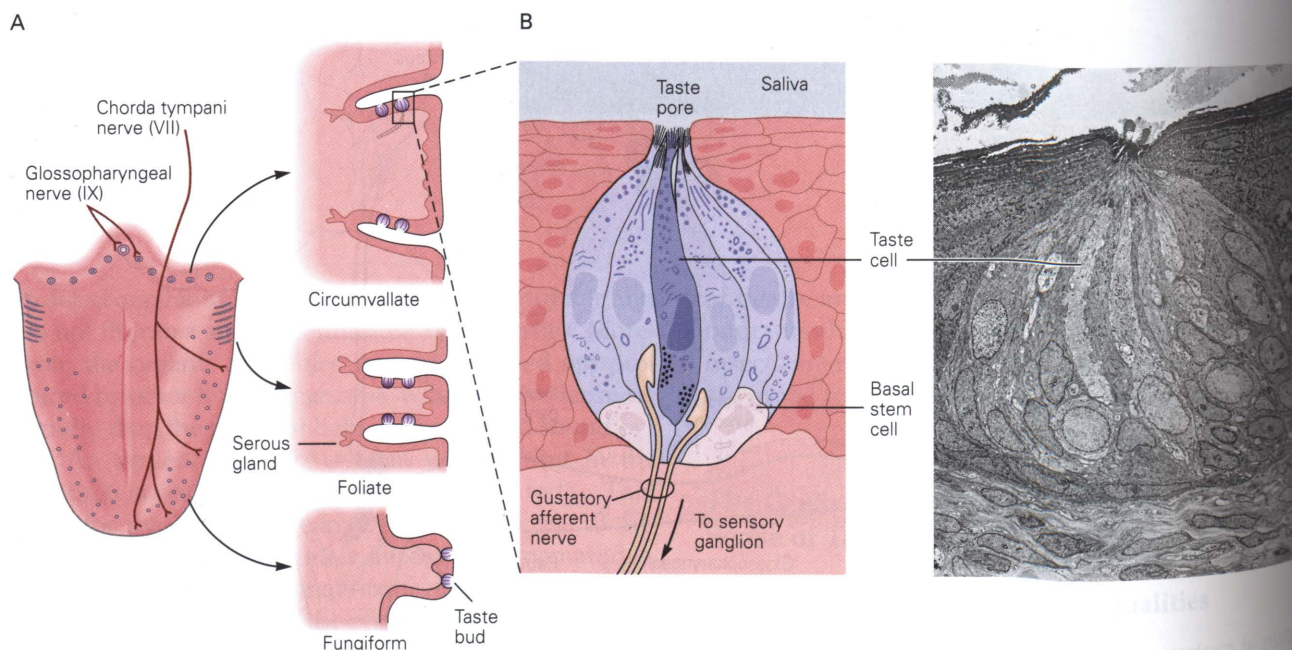 A
B
Chorda tympani
nerve (VII)
Glossopharyngeal
nerve (IX)
Circumvallate
Serous
gland
Foliate
Taste
bud
Fungiform
Taste
pore
Saliva
Taste
cell
Basal
stem
cell
Gustatory
afferent
nerve
To sensory
ganglion